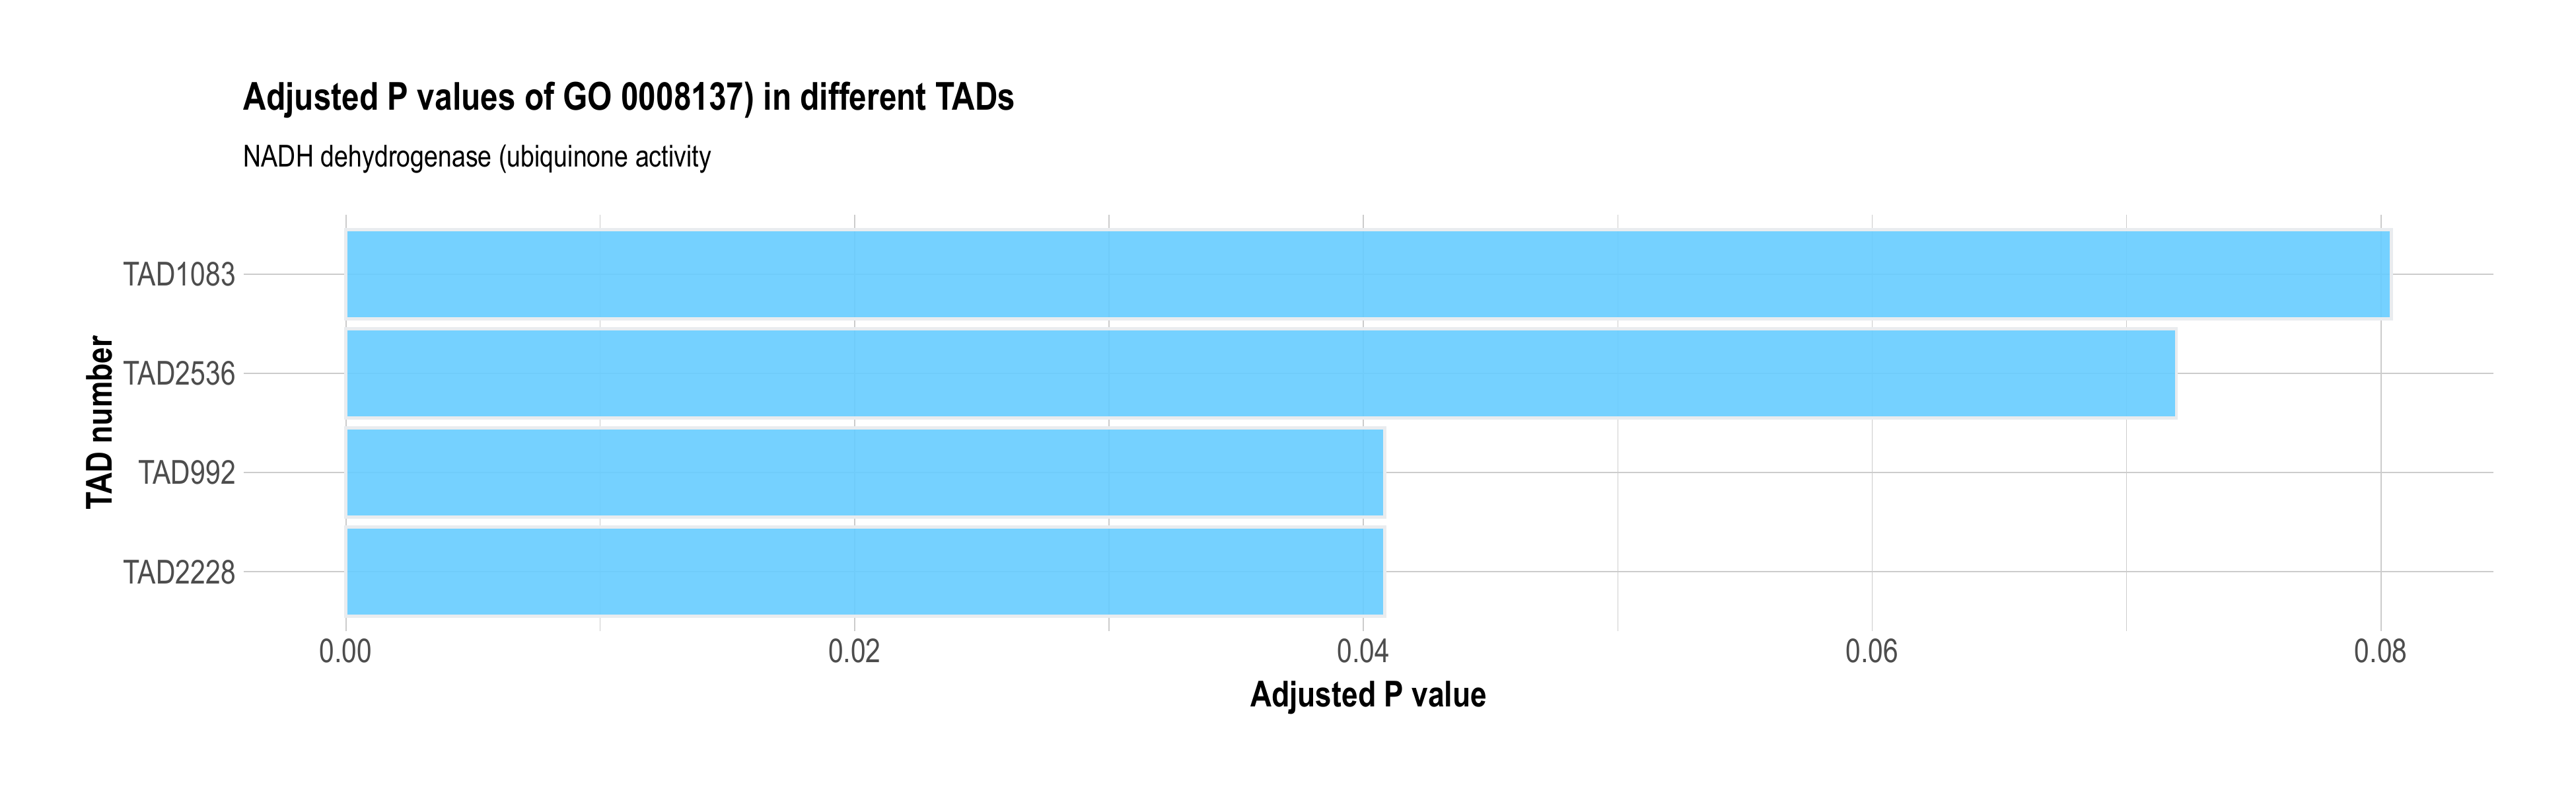 Adjusted P values of GO 0008137) in different TADs
NADH dehydrogenase (ubiquinone activity
TAD number
TAD1083
TAD2536
TAD992
TAD2228
0.00 0.02 0.04 0.06 0.08
Adjusted P value